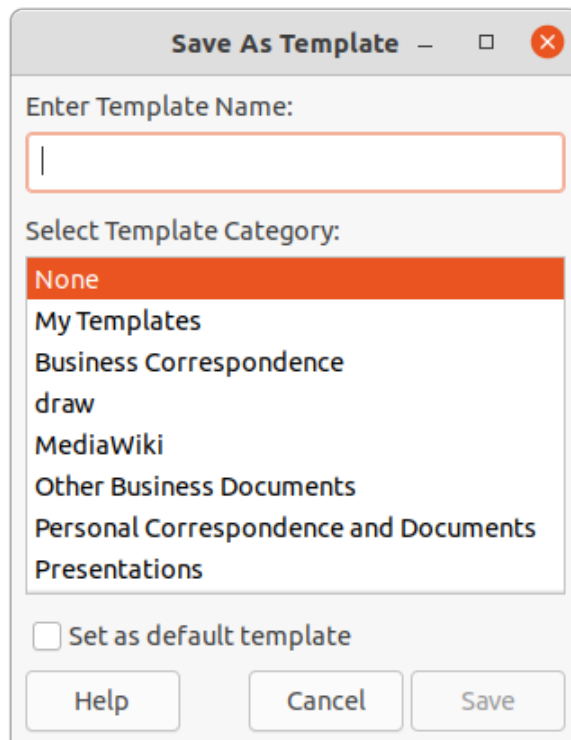 Save As Template
Enter Template Name:
Select Template Category:
None
My Templates
Business Correspondence
draw
MediaWiki
Other Business Documents
Personal Correspondence and Documents
Presentations
Set as default template
Help Cancel Save